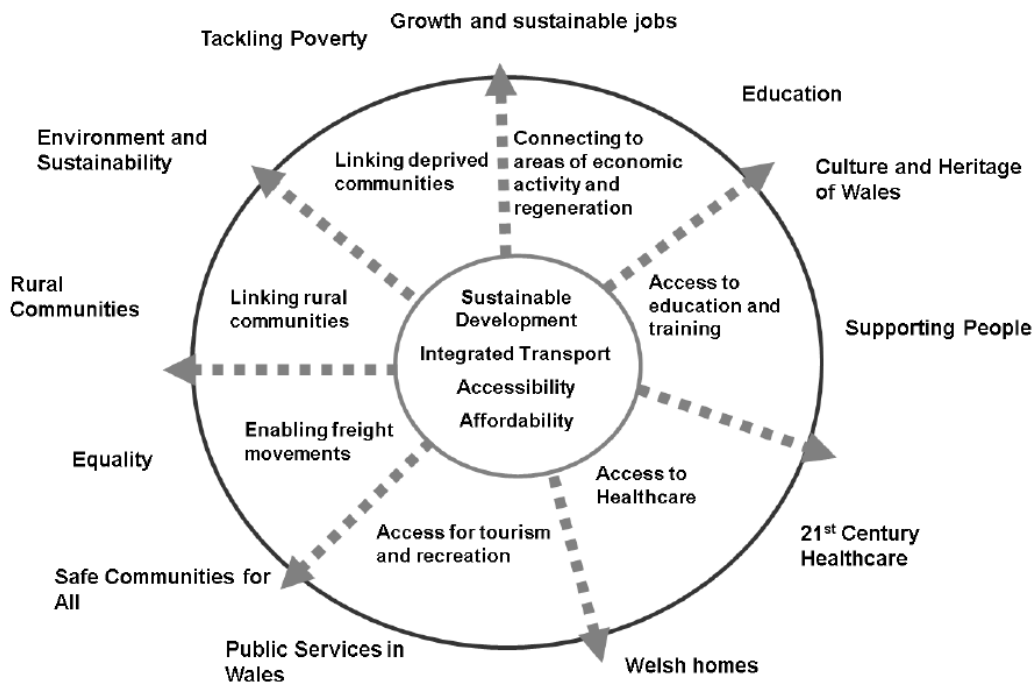 Growth and sustainable jobs
Tackling Poverty
Education
Environment and
Sustainability
Culture and Heritage
of Wales
Rural
Communities
Supporting People
Equality
21st Century
Healthcare
Safe Communities for
All
Public Services in
Wales
Welsh homes
Linking deprived
communities
Connecting to
areas of economic
activity and
regeneration
Linking rural
communities
Access to
education and
training
Enabling freight
movements
Access to
Healthcare
Access for tourism
and recreation
Sustainable
Development
Integrated Transport
Accessibility
Affordability